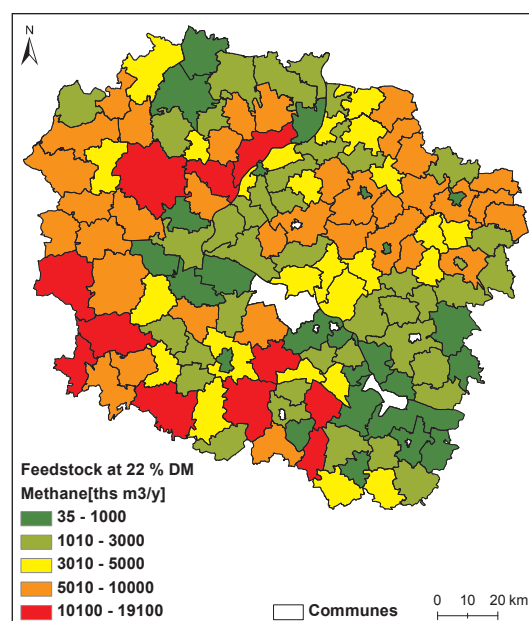 N
Feedstock at 22 % DM
Methane[ths m3/y]
35 - 1000
1010 - 3000
3010 - 5000
5010 - 10000
10100 - 19100
Communes
0 10 20 km